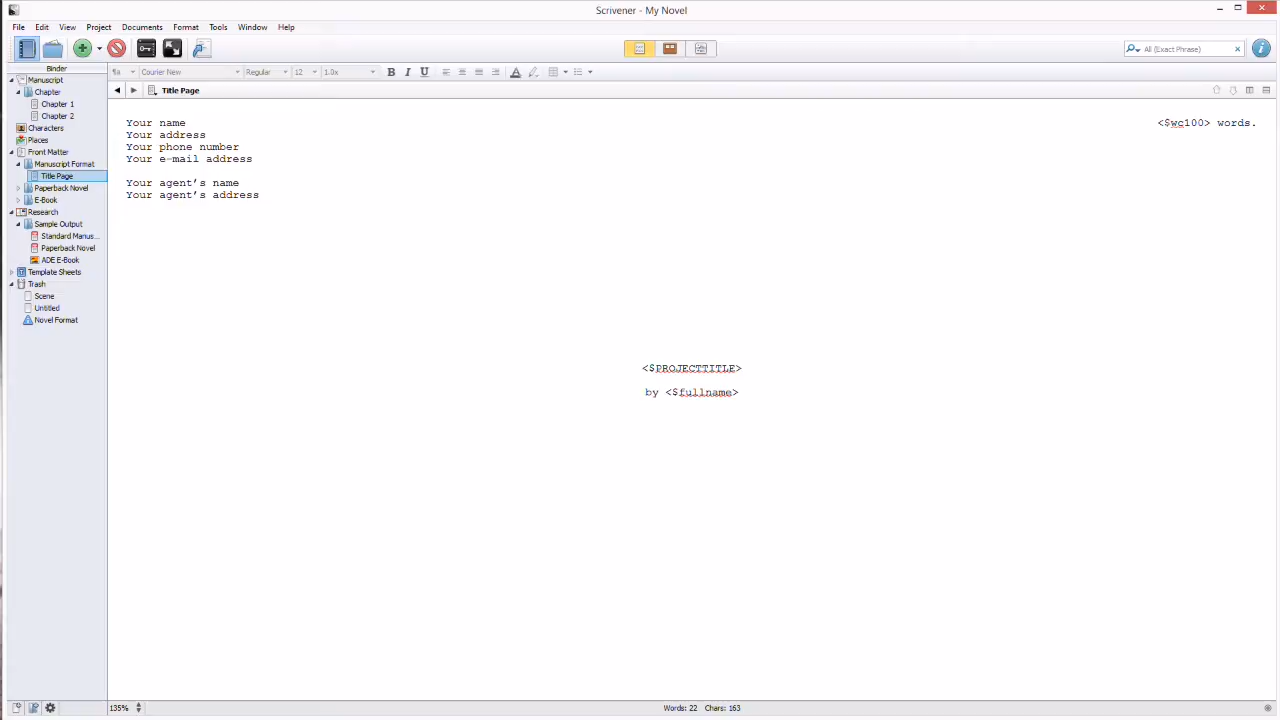 Scrivener - My Novel
File Edit View Project Documents Format Tools Window Help
All (Exact Phrase)
Binder
Manuscript
Chapter
Chapter 1
Chapter 2
Characters
Places
Front Matter
Manuscript Format
Title Page
Paperback Novel
E-Book
Research
Sample Output
Standard Manus...
Paperback Novel
ADE E-Book
Template Sheets
Trash
Scene
Untitled
Novel Format
¶a Courier New Regular 12 1.0x B I U A
Title Page
Your name
Your address
Your phone number
Your e-mail address
Your agent's name
Your agent's address
<$wc100> words.
<$PROJECTTITLE>
by <$fullname>
135%
Words: 22 Chars: 163